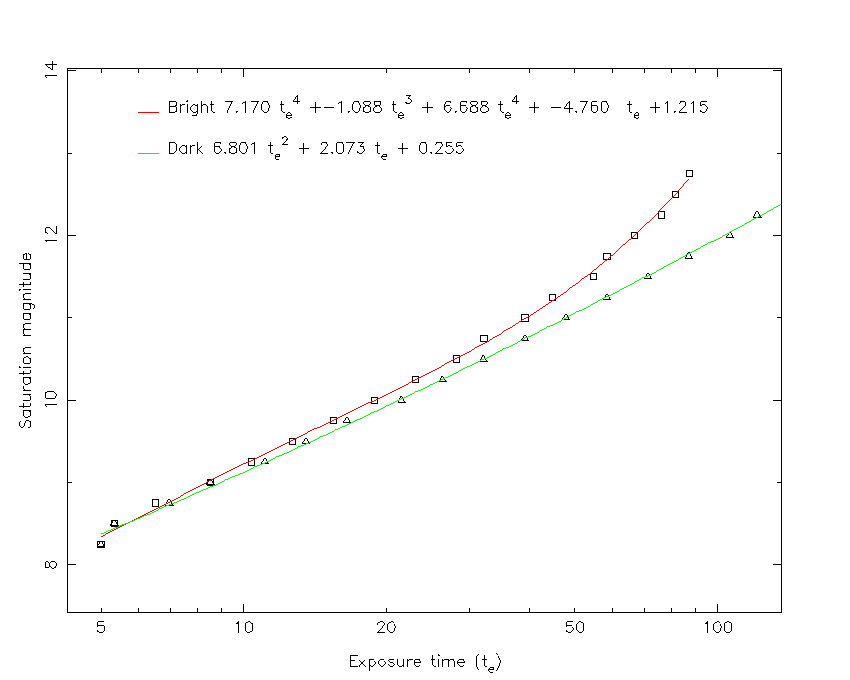 Bright 7.170 tₑ⁴ +−1.088 tₑ³ + 6.688 tₑ⁴ + −4.760 tₑ +1.215
Dark 6.801 tₑ² + 2.073 tₑ + 0.255
14
12
10
8
Saturation magnitude
5 10 20 50 100
Exposure time (tₑ)